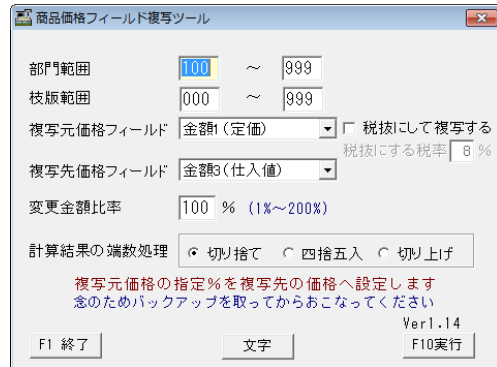 商品価格フィールド複写ツール
部門範囲 100 ～ 999
枝版範囲 000 ～ 999
複写元価格フィールド 金額1(定価) 税抜にして複写する
税抜にする税率 8 %
複写先価格フィールド 金額3(仕入値)
変更金額比率 100 % (1%～200%)
計算結果の端数処理 切り捨て 四捨五入 切り上げ
複写元価格の指定%を複写先の価格へ設定します
念のためバックアップを取ってからおこなってください
Ver1.14
F1 終了 文字 F10実行